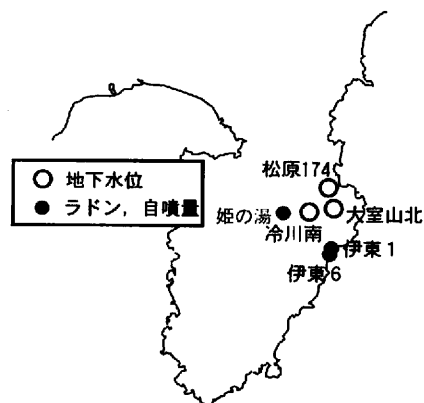 松原174
地下水位
ラドン，自噴量
姫の湯
大室山北
冷川南
伊東1
伊東6